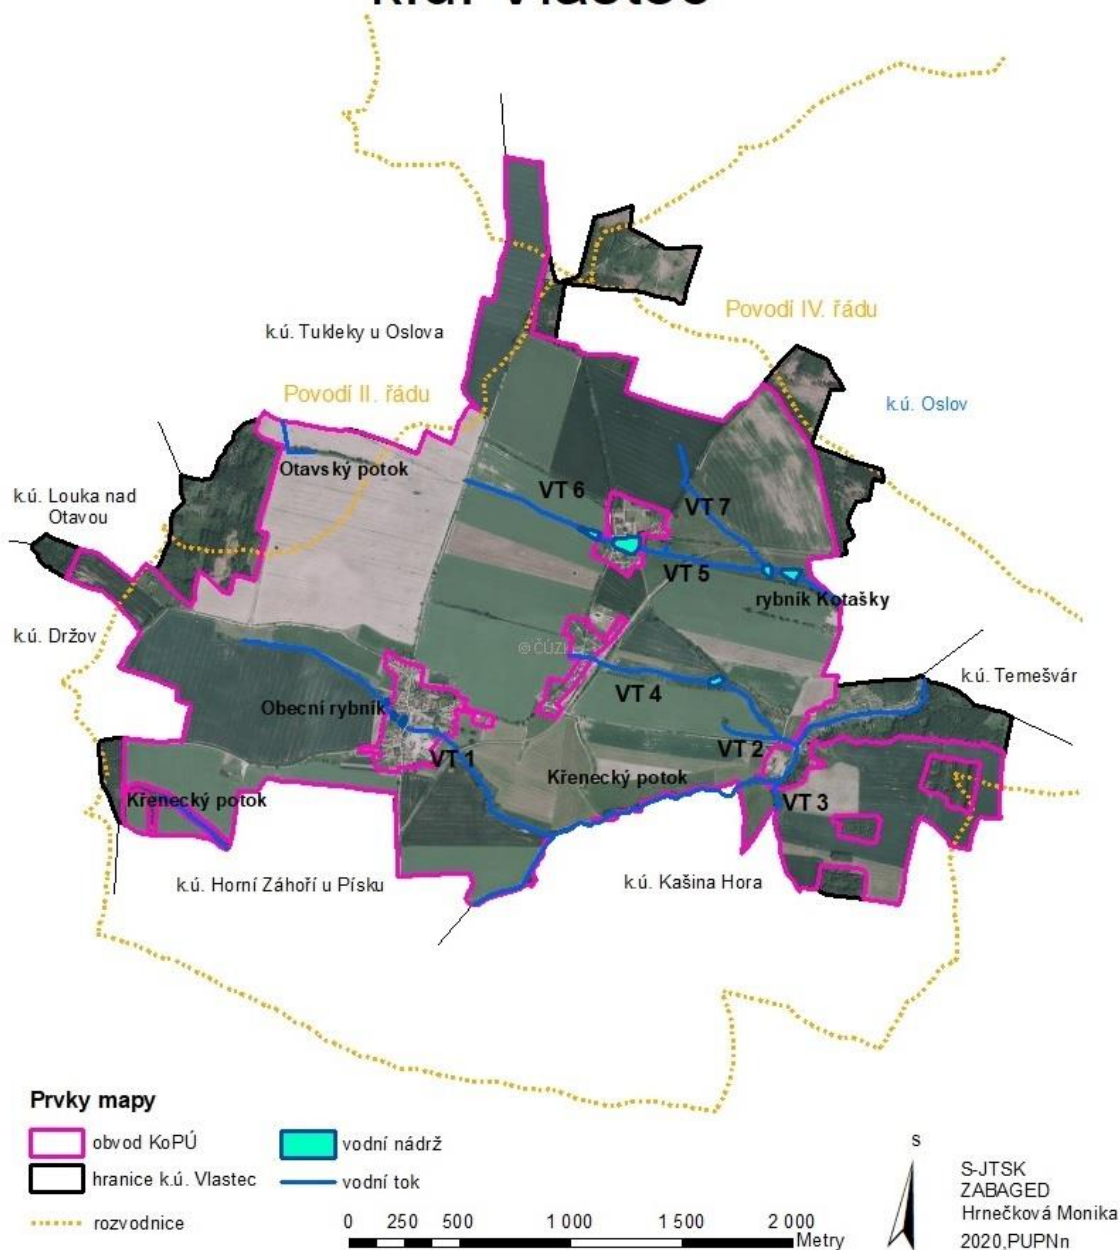 k.ú. Vlastec
k.ú. Tukleky u Oslova
Povodí IV. řádu
Povodí II. řádu
k.ú. Oslov
Otavský potok
VT 6
VT 7
k.ú. Louka nad
Otavou
VT 5
rybník Kotašky
k.ú. Držov
© ČÚZK
k.ú. Temešvár
VT 4
Obecní rybník
VT 1
VT 2
Křenecký potok
Křenecký potok
VT 3
k.ú. Horní Záhoří u Písku
k.ú. Kašina Hora
Prvky mapy
obvod KoPÚ
hranice k.ú. Vlastec
rozvodnice
vodní nádrž
vodní tok
0 250 500 1 000 1 500 2 000
Metry
S
S-JTSK
ZABAGED
Hrnečková Monika
2020,PUPNn